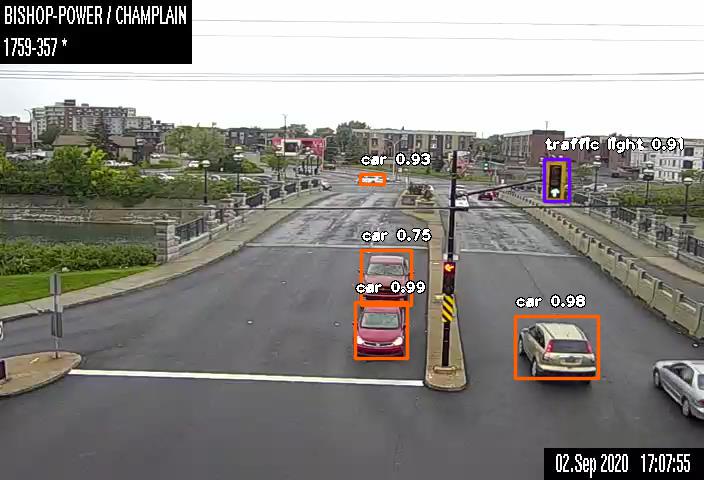 BISHOP-POWER / CHAMPLAIN
1759-357 *
traffic light 0.91
car 0.93
car 0.75
car 0.99
car 0.98
02.Sep 2020 17:07:55